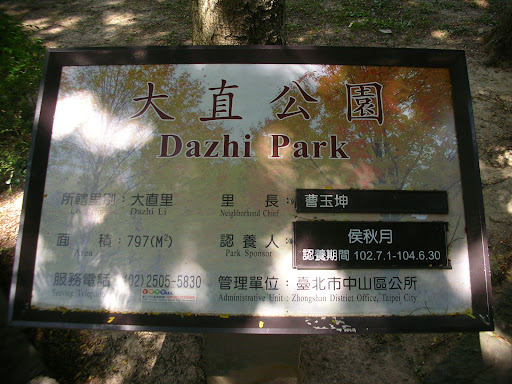 大直公園
Dazhi Park
所轄里別：大直里 里長： 曹玉坤
Dazhi Li Neighborhood Chief
面積：797(M²) 認養人： 侯秋月
Area Park Sponsor 認養期間 102.7.1-104.6.30
服務電話：(02)2505-5830 管理單位：臺北市中山區公所
Service Telephone Administrative Unit : Zhongshan District Office, Taipei City